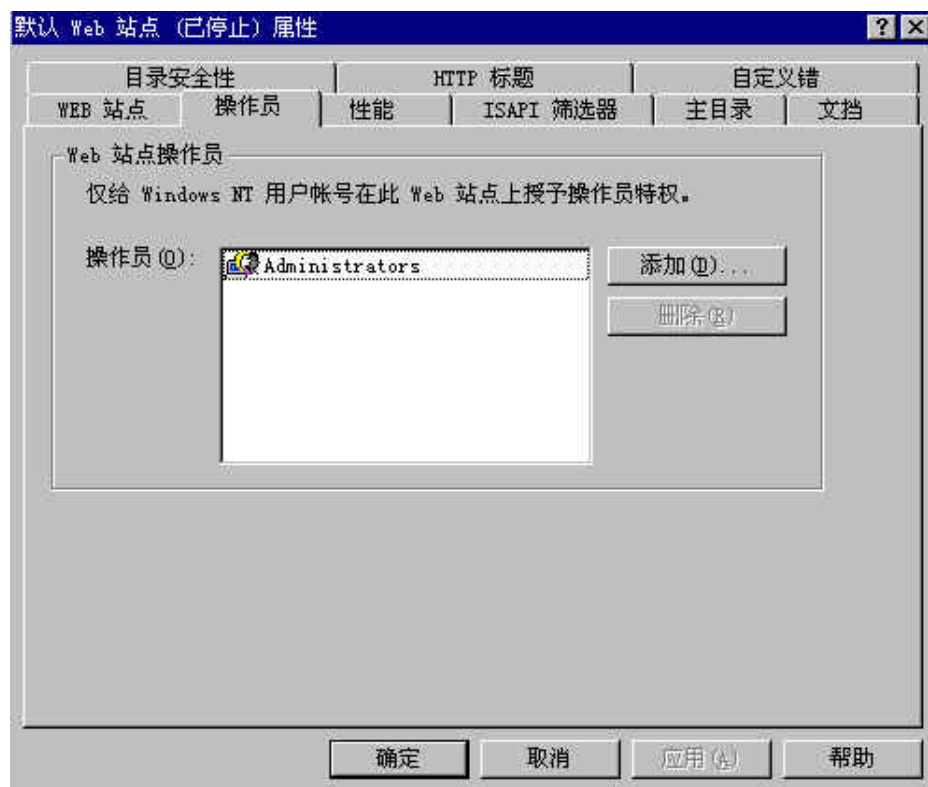 默认 Web 站点 (已停止) 属性
目录安全性 HTTP 标题 自定义错
WEB 站点 操作员 性能 ISAPI 筛选器 主目录 文档
Web 站点操作员
仅给 Windows NT 用户帐号在此 Web 站点上授予操作员特权。
操作员(O): Administrators 添加(D)...
删除(R)
确定 取消 应用(A) 帮助